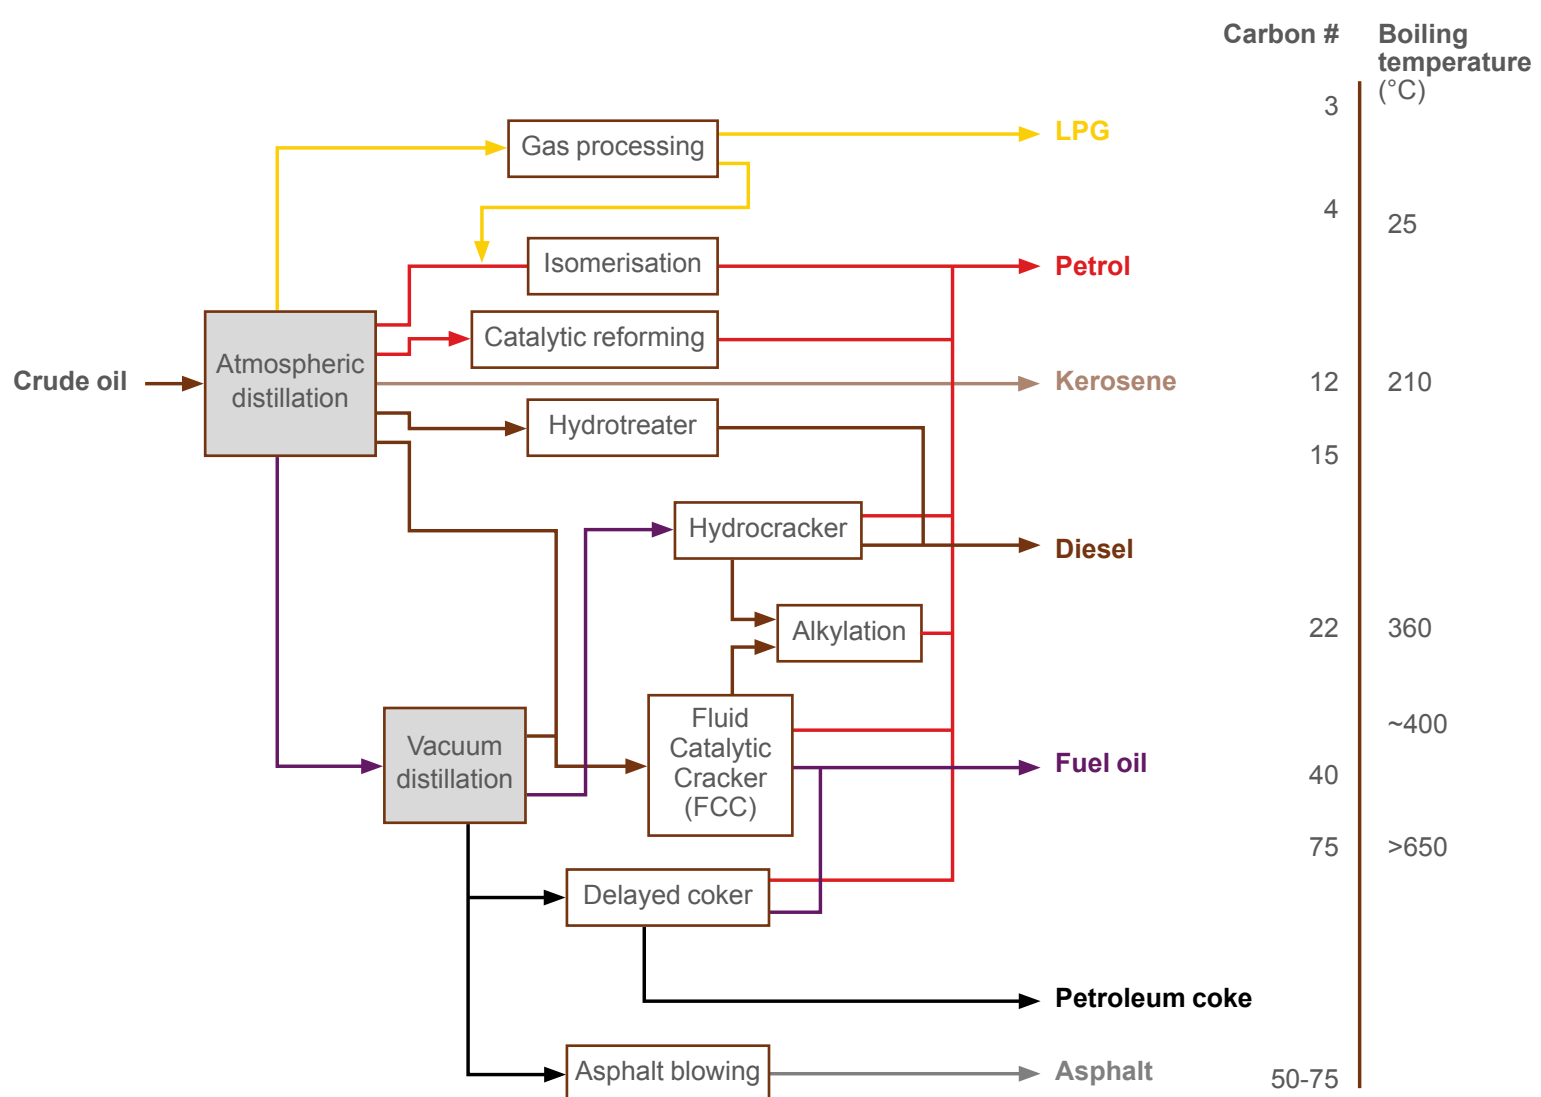 Carbon #
Boiling
temperature
(°C)
3
LPG
Gas processing
4
25
Isomerisation
Petrol
Catalytic reforming
Atmospheric
distillation
Crude oil
Kerosene
12
210
Hydrotreater
15
Hydrocracker
Diesel
Alkylation
22
360
Fluid
Catalytic
Cracker
(FCC)
~400
Vacuum
distillation
Fuel oil
40
75
>650
Delayed coker
Petroleum coke
Asphalt blowing
Asphalt
50-75